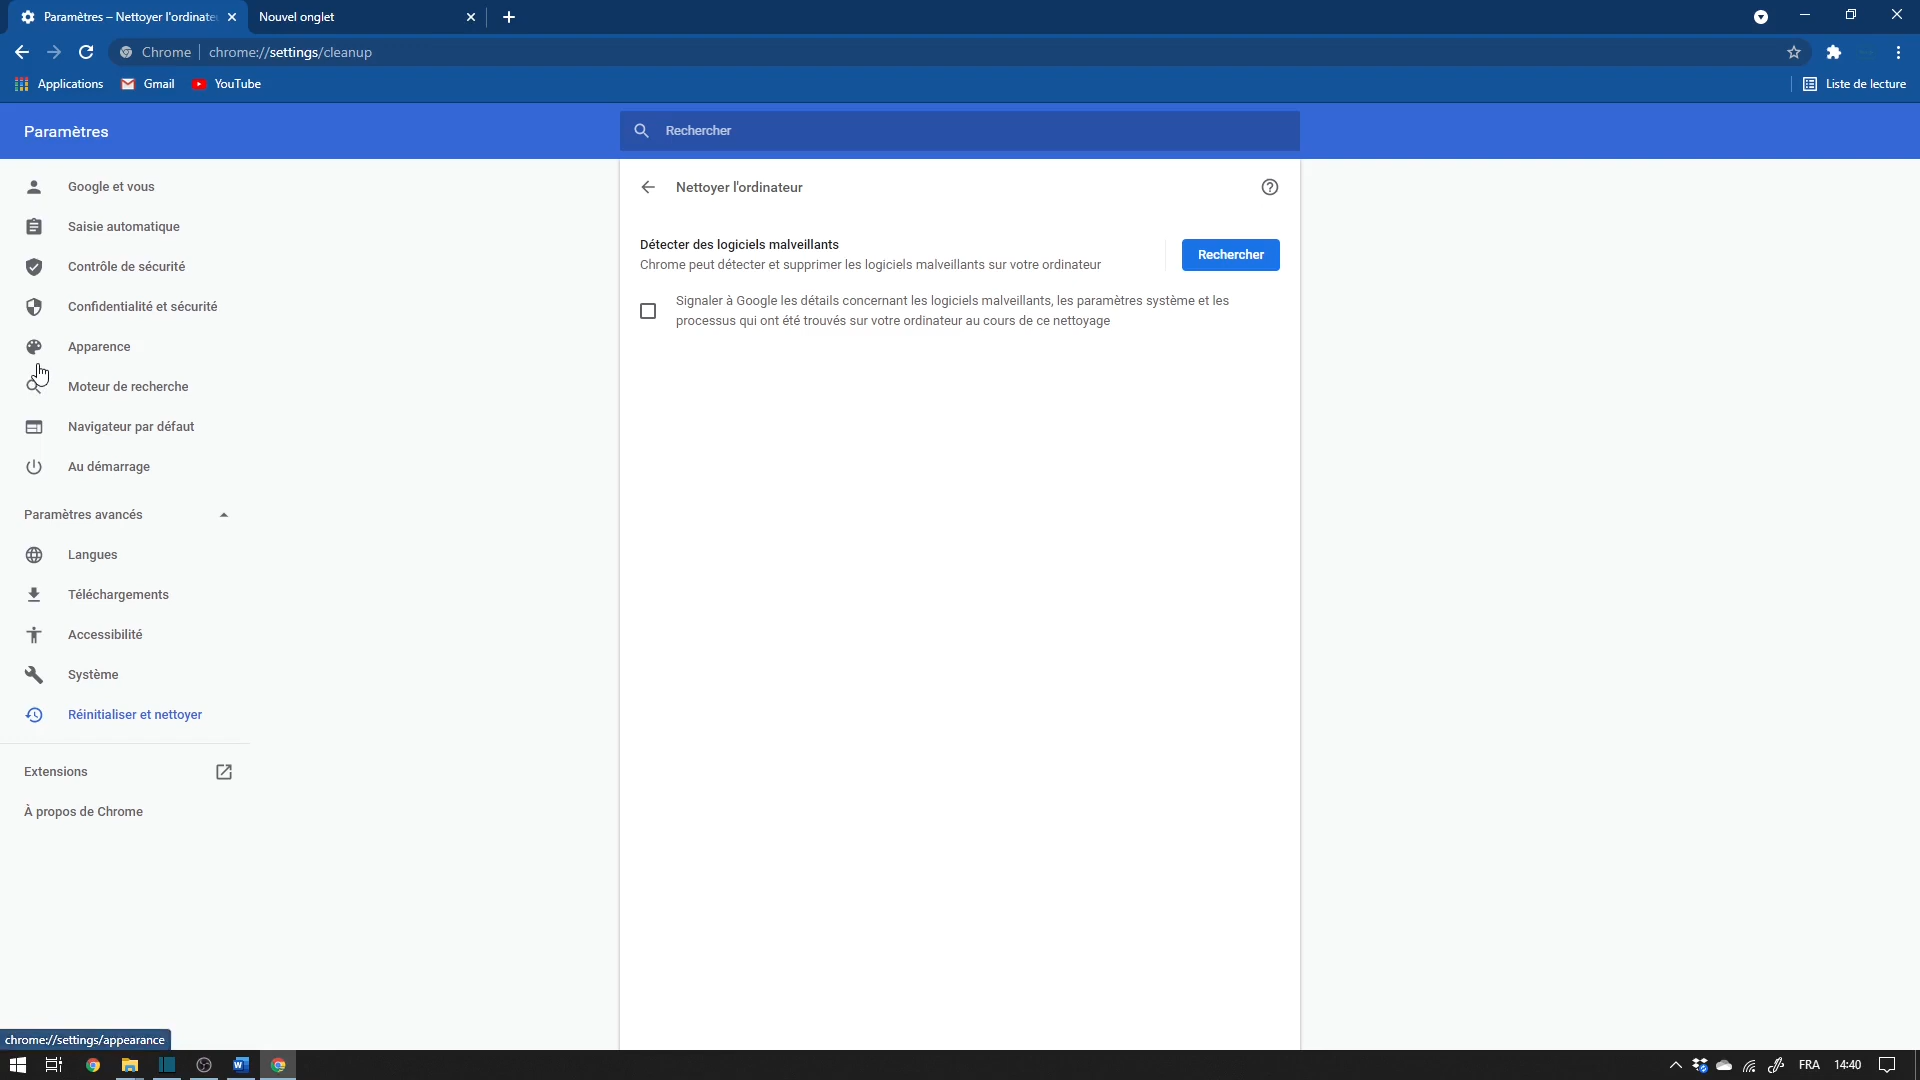 Paramètres – Nettoyer l'ordinate
Nouvel onglet
Chrome
chrome://settings/cleanup
Applications
Gmail
YouTube
Liste de lecture
Paramètres
Rechercher
Google et vous
Saisie automatique
Contrôle de sécurité
Confidentialité et sécurité
Apparence
Moteur de recherche
Navigateur par défaut
Au démarrage
Paramètres avancés
Langues
Téléchargements
Accessibilité
Système
Réinitialiser et nettoyer
Extensions
À propos de Chrome
Nettoyer l'ordinateur
Détecter des logiciels malveillants
Chrome peut détecter et supprimer les logiciels malveillants sur votre ordinateur
Rechercher
Signaler à Google les détails concernant les logiciels malveillants, les paramètres système et les
processus qui ont été trouvés sur votre ordinateur au cours de ce nettoyage
chrome://settings/appearance
FRA
14:40